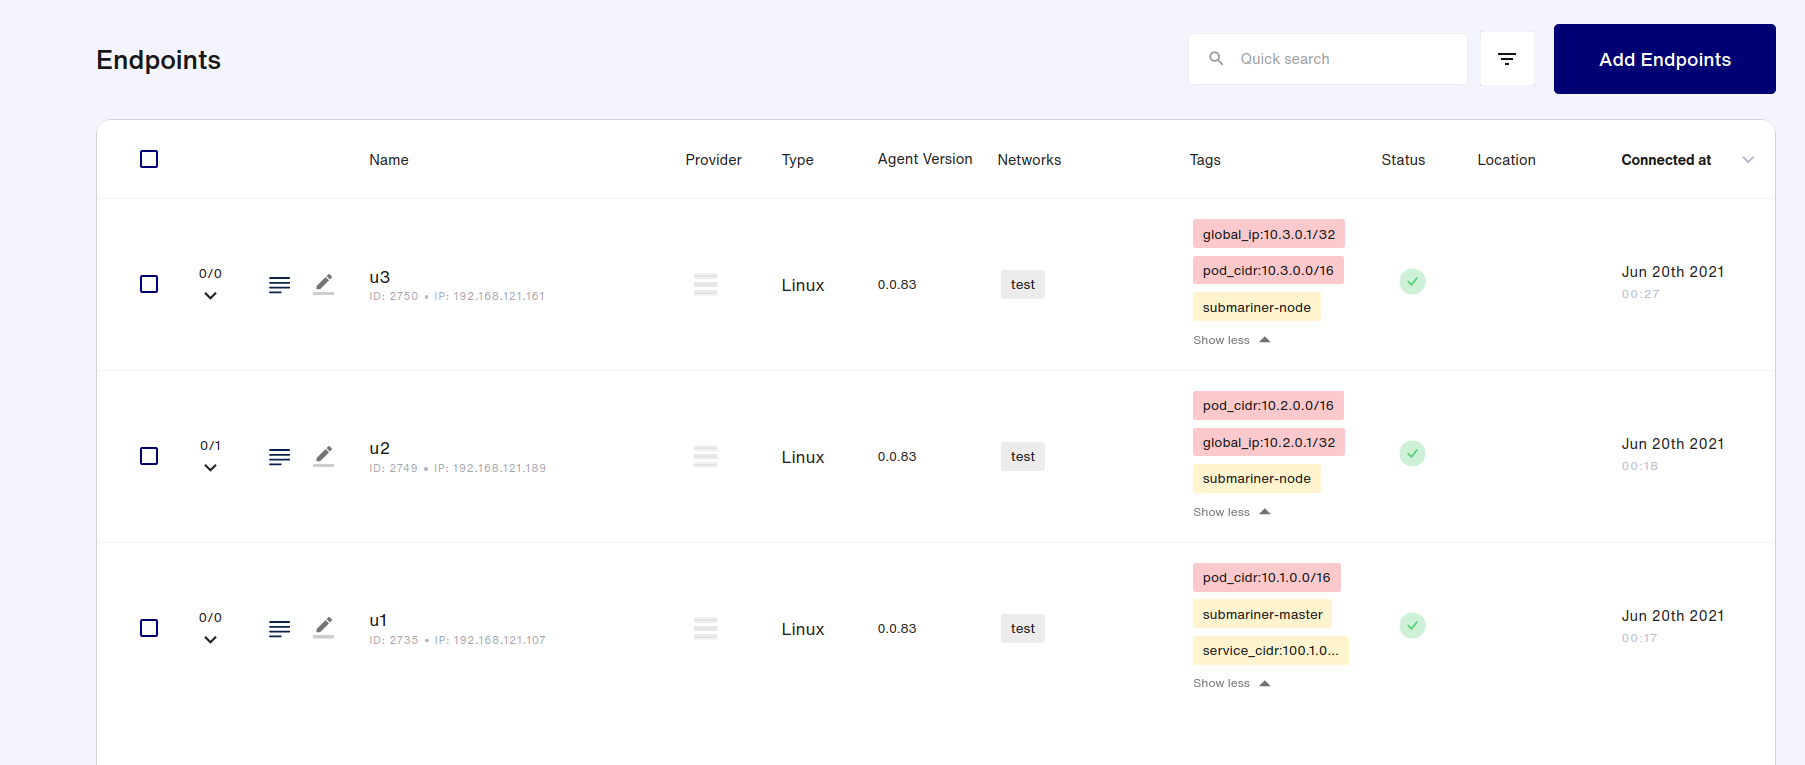 Endpoints
Quick search
Add Endpoints
Name Provider Type Agent Version Networks Tags Status Location Connected at
0/0
u3
ID: 2750 • IP: 192.168.121.161
Linux
0.0.83
test
global_ip:10.3.0.1/32
pod_cidr:10.3.0.0/16
submariner-node
Show less
Jun 20th 2021
00:27
0/1
u2
ID: 2749 • IP: 192.168.121.189
Linux
0.0.83
test
pod_cidr:10.2.0.0/16
global_ip:10.2.0.1/32
submariner-node
Show less
Jun 20th 2021
00:18
0/0
u1
ID: 2735 • IP: 192.168.121.107
Linux
0.0.83
test
pod_cidr:10.1.0.0/16
submariner-master
service_cidr:100.1.0...
Show less
Jun 20th 2021
00:17